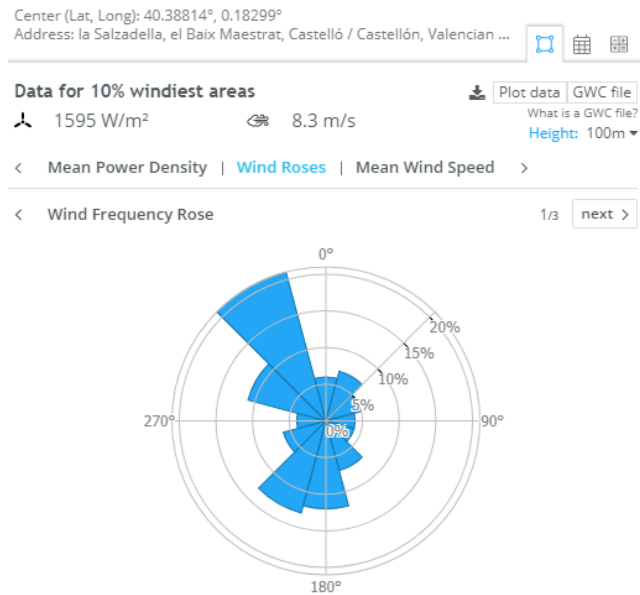 Center (Lat, Long): 40.38814°, 0.18299°
Address: la Salzadella, el Baix Maestrat, Castelló / Castellón, Valencian ...
Data for 10% windiest areas
Plot data
GWC file
1595 W/m²
8.3 m/s
What is a GWC file?
Height: 100m
< Mean Power Density | Wind Roses | Mean Wind Speed >
< Wind Frequency Rose
1/3
next >
0°
20%
15%
10%
5%
0%
270°
90°
180°